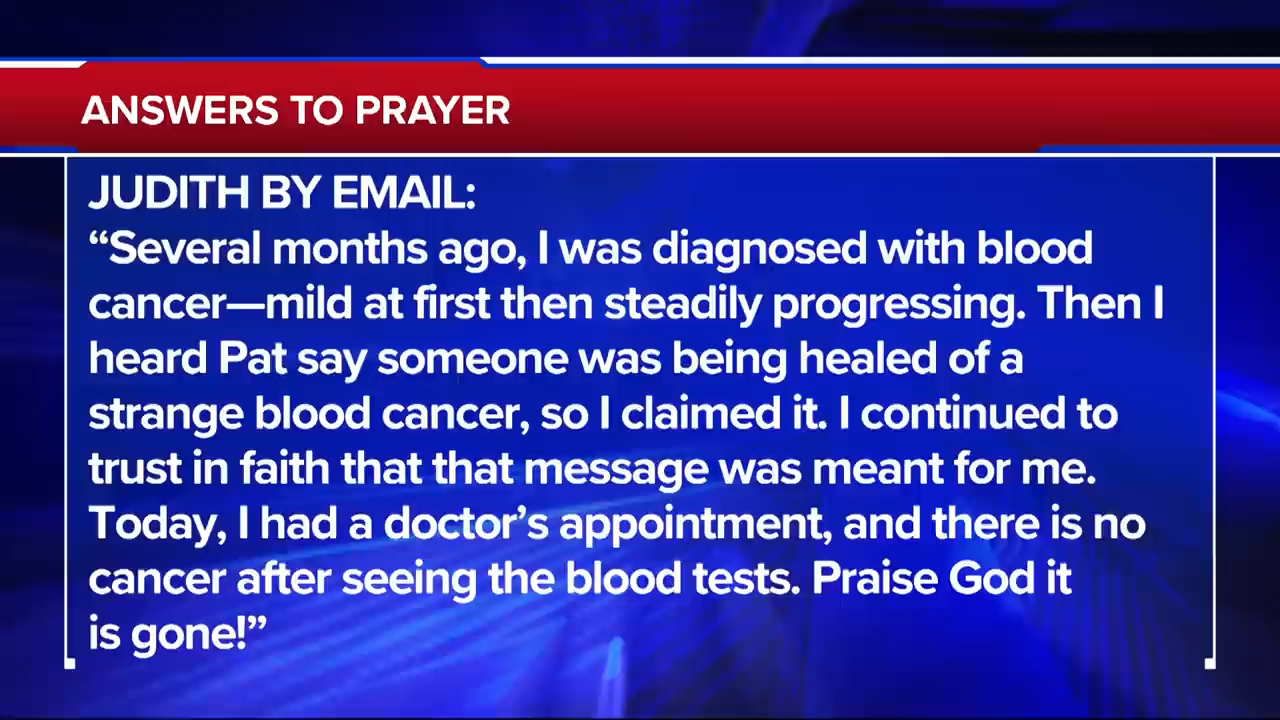 ANSWERS TO PRAYER
JUDITH BY EMAIL:
“Several months ago, I was diagnosed with blood
cancer—mild at first then steadily progressing. Then I
heard Pat say someone was being healed of a
strange blood cancer, so I claimed it. I continued to
trust in faith that that message was meant for me.
Today, I had a doctor’s appointment, and there is no
cancer after seeing the blood tests. Praise God it
is gone!”